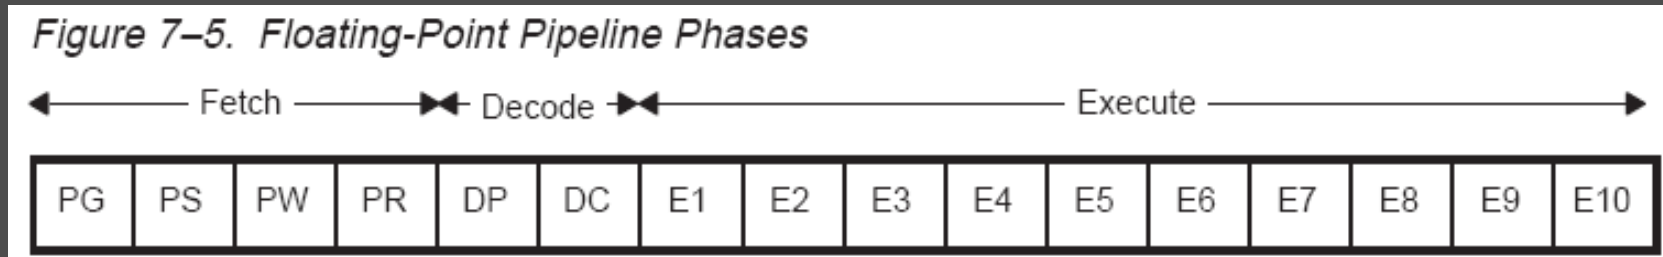 Figure 7–5. Floating-Point Pipeline Phases
Fetch Decode Execute
PG PS PW PR DP DC E1 E2 E3 E4 E5 E6 E7 E8 E9 E10